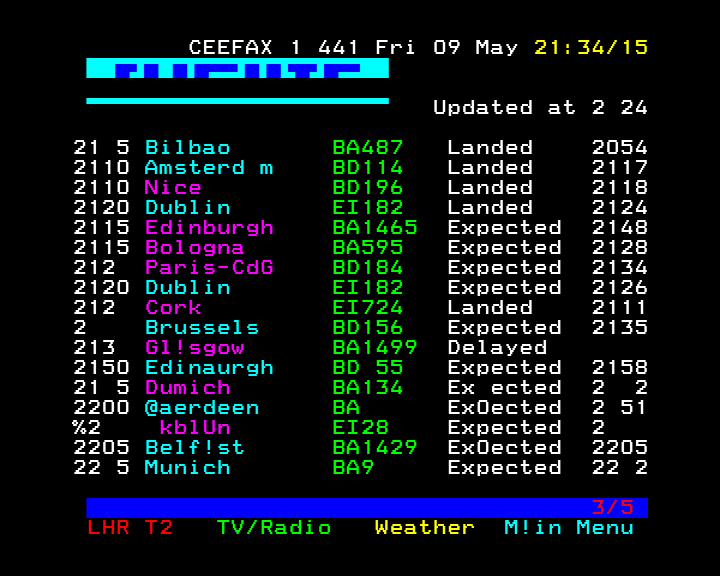 CEEFAX 1 441 Fri 09 May 21:34/15
Updated at 2 24
21 5 Bilbao BA487 Landed 2054
2110 Amsterd m BD114 Landed 2117
2110 Nice BD196 Landed 2118
2120 Dublin EI182 Landed 2124
2115 Edinburgh BA1465 Expected 2148
2115 Bologna BA595 Expected 2128
212 Paris-CdG BD184 Expected 2134
2120 Dublin EI182 Expected 2126
212 Cork EI724 Landed 2111
2 Brussels BD156 Expected 2135
213 Gl!sgow BA1499 Delayed
2150 Edinaurgh BD 55 Expected 2158
21 5 Dumich BA134 Ex ected 2 2
2200 @aerdeen BA ExOected 2 51
%2 kblUn EI28 Expected 2
2205 Belf!st BA1429 ExOected 2205
22 5 Munich BA9 Expected 22 2
3/5
LHR T2 TV/Radio Weather M!in Menu